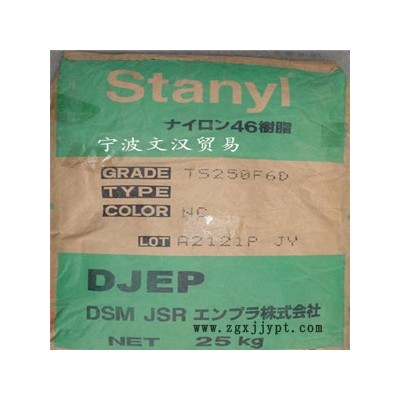 Stanyl
ナイロン46樹脂
宁波文汉贸易
GRADE TS250F6D
TYPE
COLOR NC
LOT A2121P JY
DJEP
DSM JSR エンプラ株式会社
www.zgxjjypt.com
NET 25kg